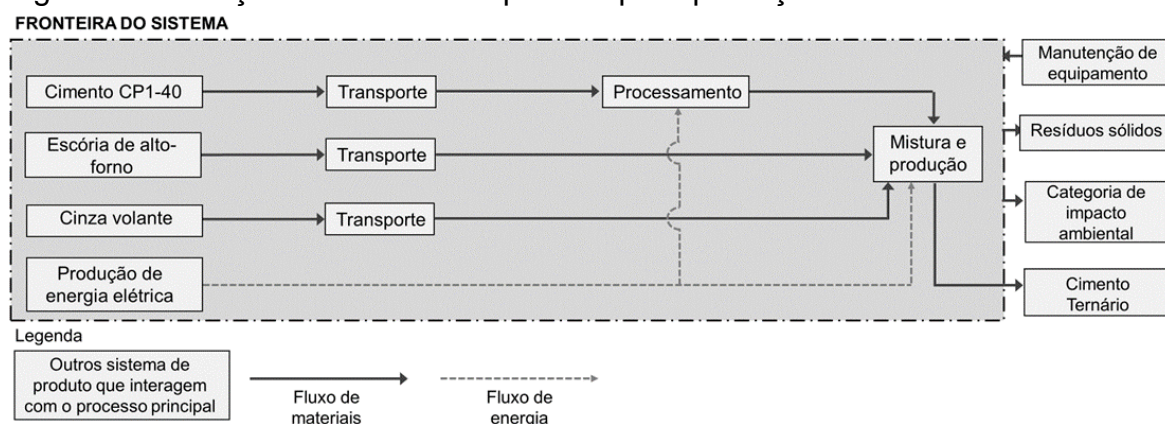 FRONTEIRA DO SISTEMA
Cimento CP1-40
Transporte
Processamento
Manutenção de
equipamento
Escória de alto-
forno
Transporte
Mistura e
produção
Resíduos sólidos
Cinza volante
Transporte
Categoria de
impacto
ambiental
Produção de
energia elétrica
Cimento
Ternário
Legenda
Outros sistema de
produto que interagem
com o processo principal
Fluxo de
materiais
Fluxo de
energia